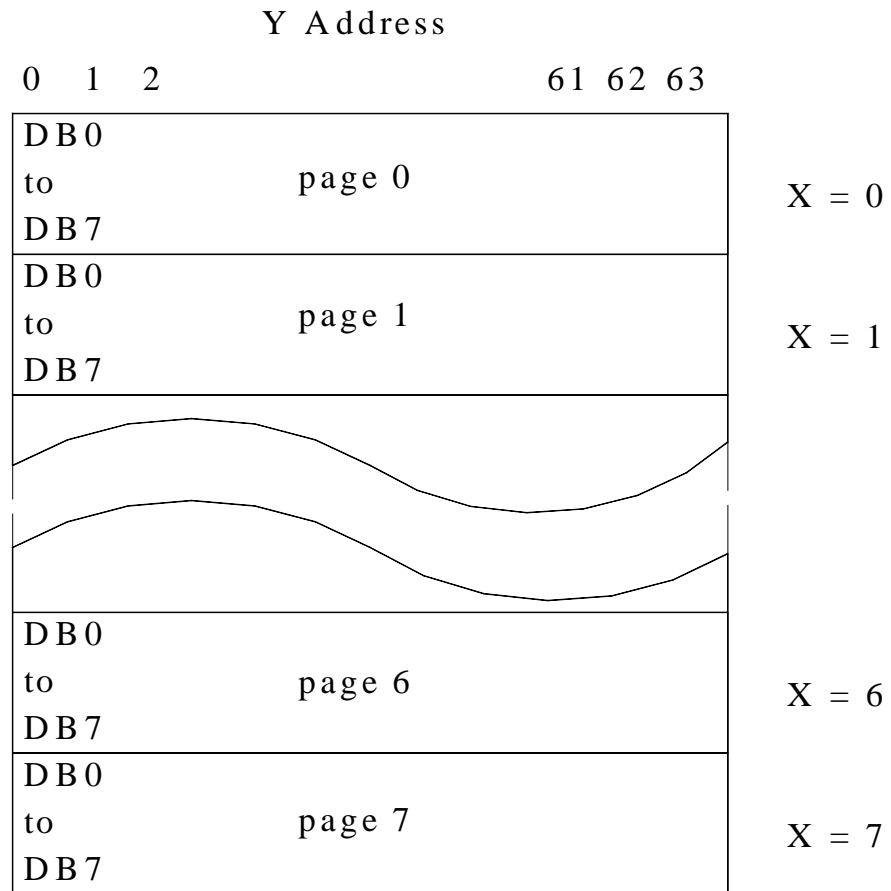 Y Address
0 1 2 61 62 63
DB0
to page 0 X = 0
DB7
DB0
to page 1 X = 1
DB7
DB0
to page 6 X = 6
DB7
DB0
to page 7 X = 7
DB7